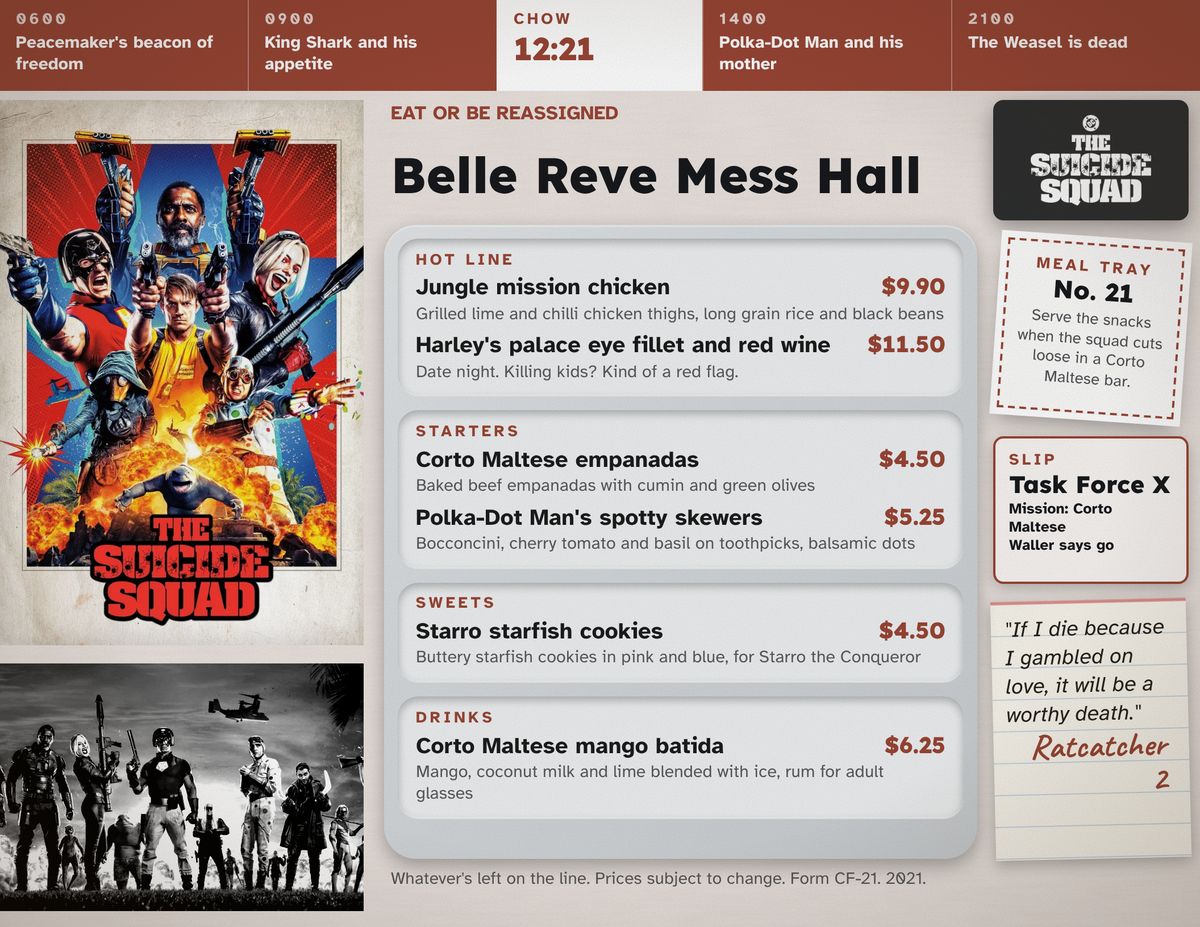 0600
Peacemaker's beacon of
freedom
0900
King Shark and his
appetite
CHOW
12:21
1400
Polka-Dot Man and his
mother
2100
The Weasel is dead
THE
SUICIDE
SQUAD
EAT OR BE REASSIGNED
Belle Reve Mess Hall
HOT LINE
Jungle mission chicken $9.90
Grilled lime and chilli chicken thighs, long grain rice and black beans
Harley's palace eye fillet and red wine $11.50
Date night. Killing kids? Kind of a red flag.
STARTERS
Corto Maltese empanadas $4.50
Baked beef empanadas with cumin and green olives
Polka-Dot Man's spotty skewers $5.25
Bocconcini, cherry tomato and basil on toothpicks, balsamic dots
SWEETS
Starro starfish cookies $4.50
Buttery starfish cookies in pink and blue, for Starro the Conqueror
DRINKS
Corto Maltese mango batida $6.25
Mango, coconut milk and lime blended with ice, rum for adult
glasses
Whatever's left on the line. Prices subject to change. Form CF-21. 2021.
THE
SUICIDE
SQUAD
MEAL TRAY
No. 21
Serve the snacks
when the squad cuts
loose in a Corto
Maltese bar.
SLIP
Task Force X
Mission: Corto
Maltese
Waller says go
"If I die because
I gambled on
love, it will be a
worthy death."
Ratcatcher
2